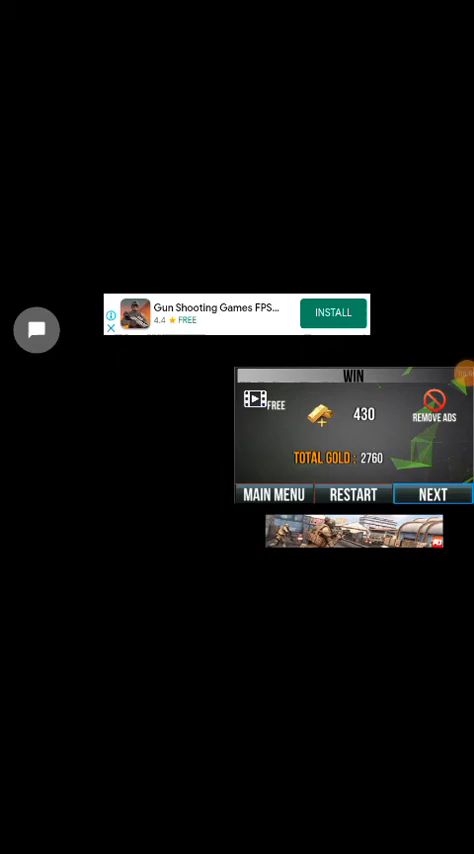 Gun Shooting Games FPS...
4.4 ★ FREE
INSTALL
WIN
FREE
430
REMOVE ADS
TOTAL GOLD : 2760
MAIN MENU
RESTART
NEXT